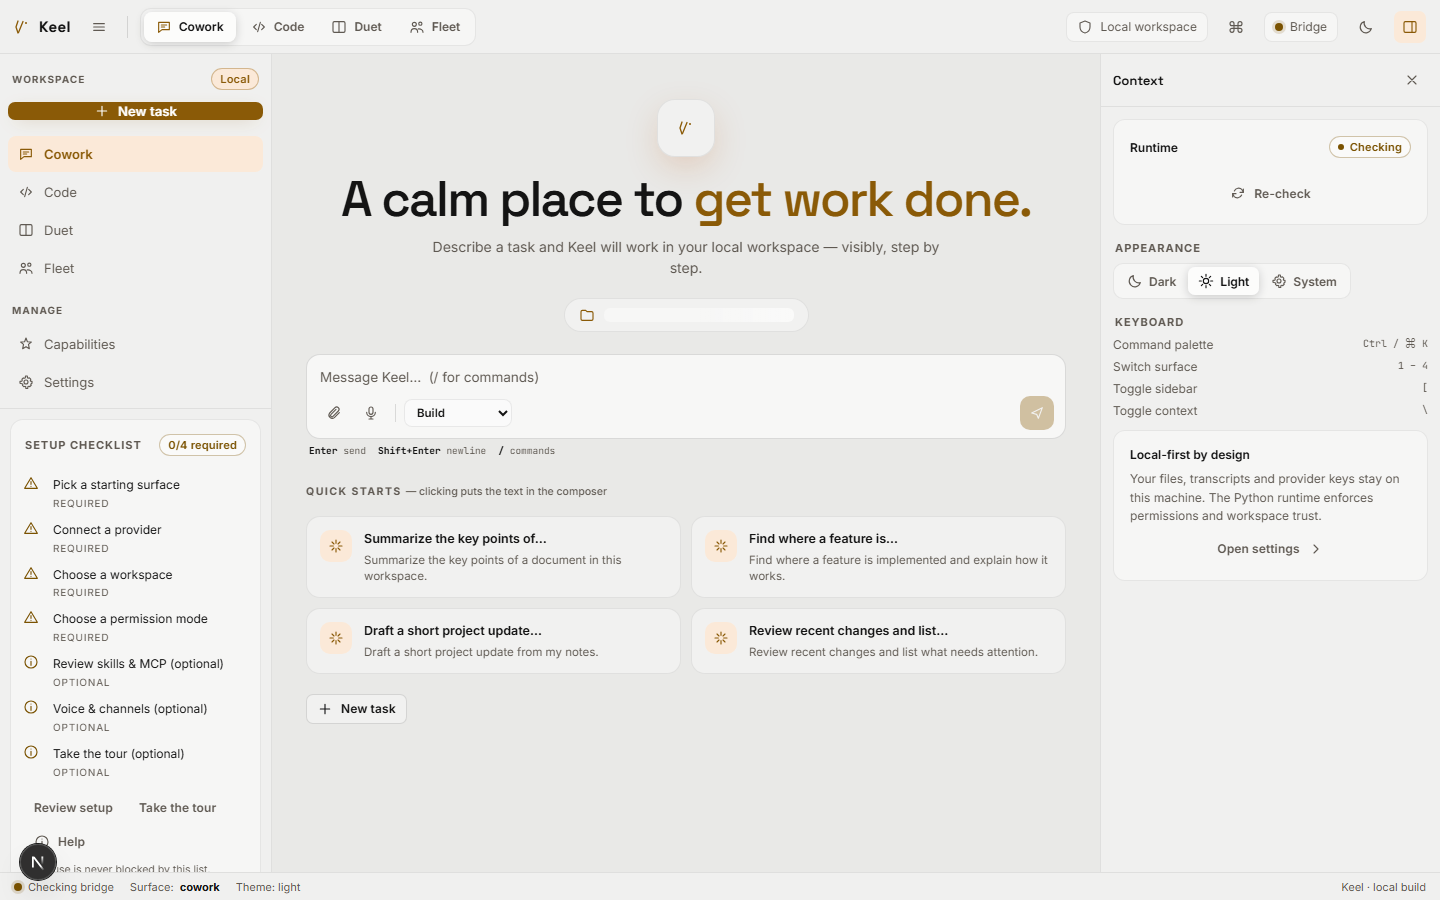 Keel
Cowork
Code
Duet
Fleet
Local workspace
Bridge
WORKSPACE
Local
New task
Cowork
Code
Duet
Fleet
MANAGE
Capabilities
Settings
SETUP CHECKLIST
0/4 required
Pick a starting surface
REQUIRED
Connect a provider
REQUIRED
Choose a workspace
REQUIRED
Choose a permission mode
REQUIRED
Review skills & MCP (optional)
OPTIONAL
Voice & channels (optional)
OPTIONAL
Take the tour (optional)
OPTIONAL
Review setup
Take the tour
Help
use is never blocked by this list.
A calm place to get work done.
Describe a task and Keel will work in your local workspace — visibly, step by
step.
Message Keel... (/ for commands)
Build
Enter send Shift+Enter newline / commands
QUICK STARTS — clicking puts the text in the composer
Summarize the key points of...
Summarize the key points of a document in this
workspace.
Find where a feature is...
Find where a feature is implemented and explain how it
works.
Draft a short project update...
Draft a short project update from my notes.
Review recent changes and list...
Review recent changes and list what needs attention.
New task
Context
Runtime
Checking
Re-check
APPEARANCE
Dark
Light
System
KEYBOARD
Command palette Ctrl / ⌘ K
Switch surface 1 – 4
Toggle sidebar [
Toggle context \
Local-first by design
Your files, transcripts and provider keys stay on
this machine. The Python runtime enforces
permissions and workspace trust.
Open settings
N
Checking bridge
Surface: cowork
Theme: light
Keel · local build